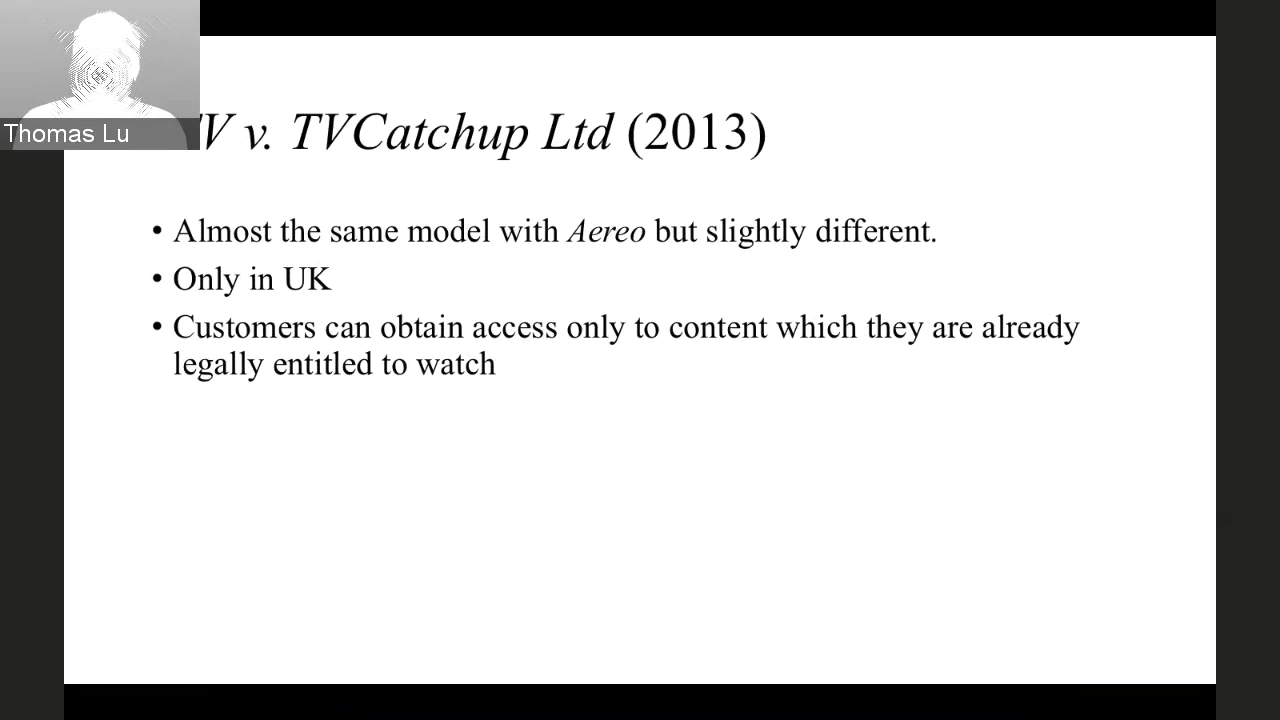 Thomas Lu
V v. TVCatchup Ltd (2013)
• Almost the same model with Aereo but slightly different.
• Only in UK
• Customers can obtain access only to content which they are already
legally entitled to watch